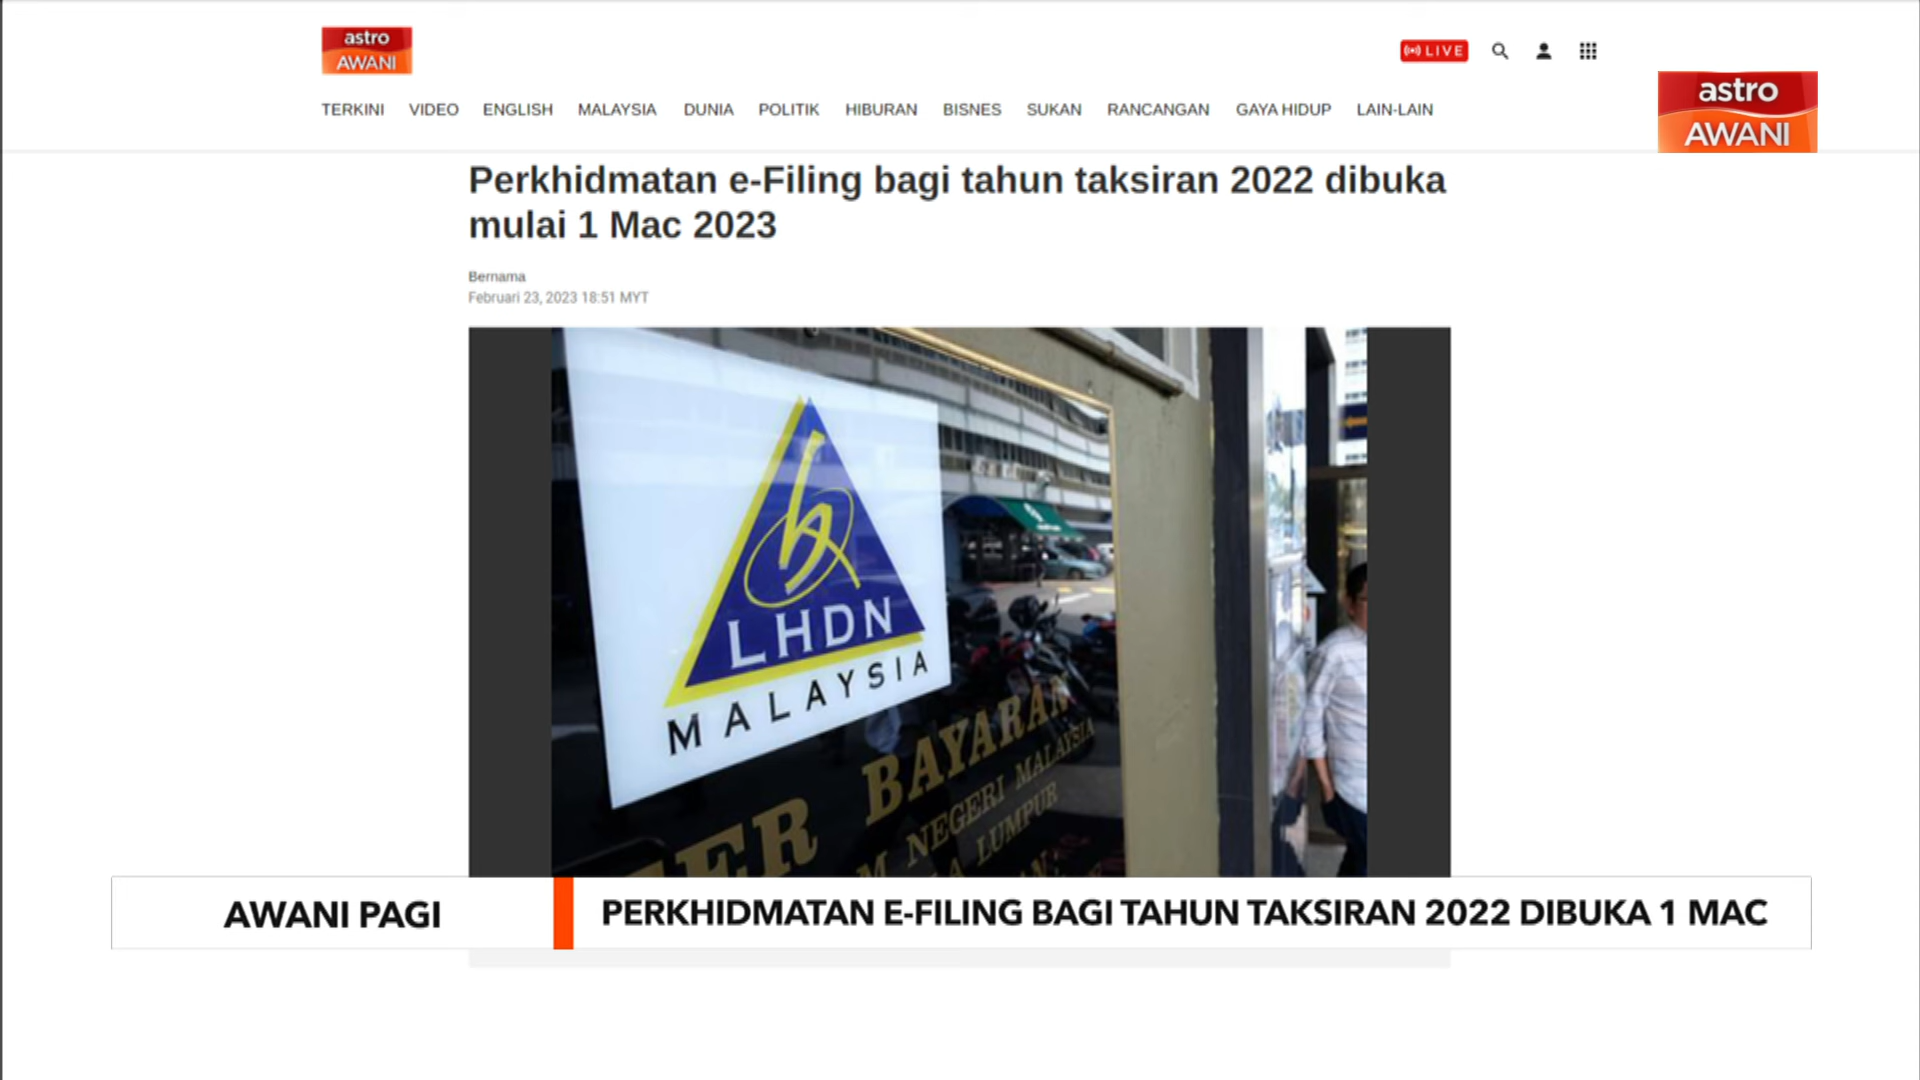 astro
AWANI
LIVE
TERKINI VIDEO ENGLISH MALAYSIA DUNIA POLITIK HIBURAN BISNES SUKAN RANCANGAN GAYA HIDUP LAIN-LAIN
astro
AWANI
Perkhidmatan e-Filing bagi tahun taksiran 2022 dibuka
mulai 1 Mac 2023
Bernama
Februari 23, 2023 18:51 MYT
LHDN
MALAYSIA
BAYARAN
NEGERI MALAYSIA
LUMPUR
AWANI PAGI
PERKHIDMATAN E-FILING BAGI TAHUN TAKSIRAN 2022 DIBUKA 1 MAC